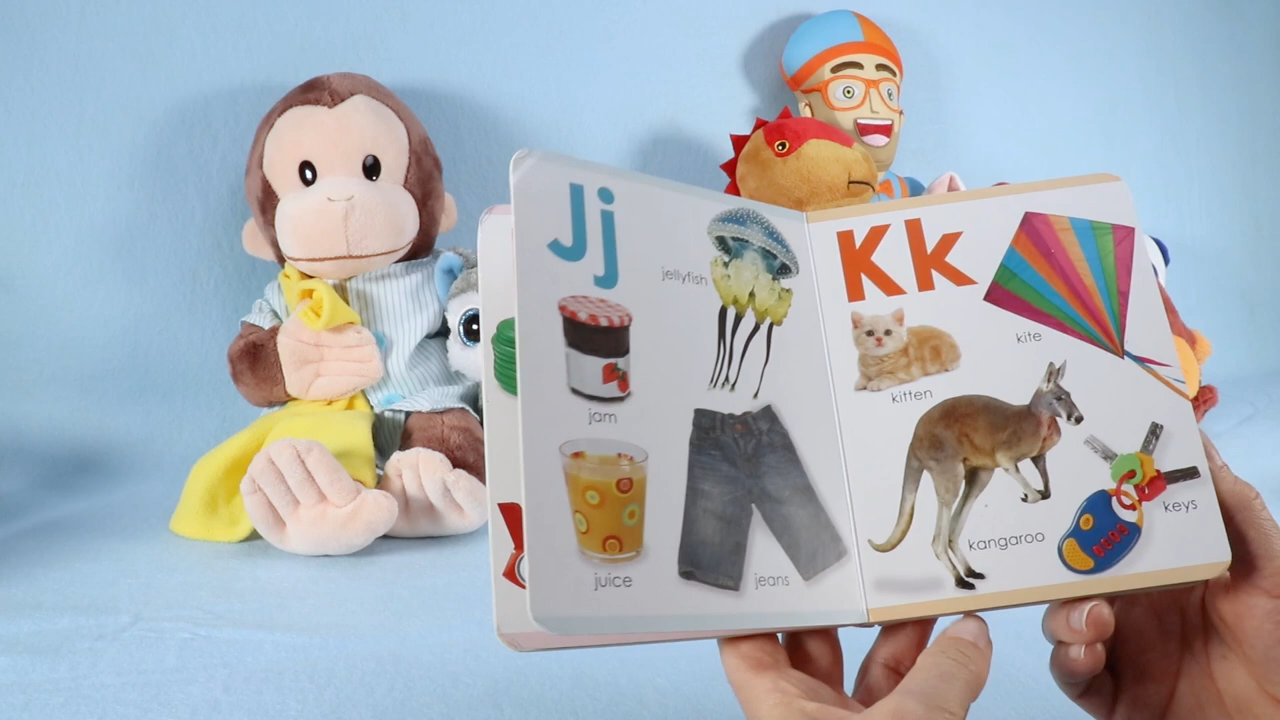 Jj
jellyfish
jam
juice
jeans
Kk
kite
kitten
kangaroo
keys